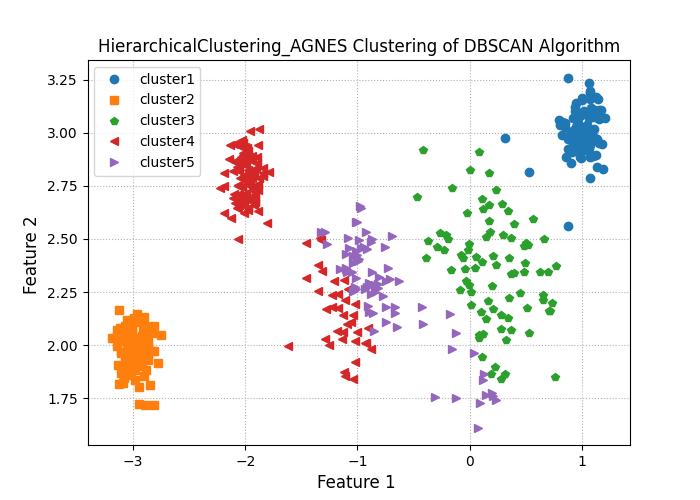 HierarchicalClustering_AGNES Clustering of DBSCAN Algorithm
cluster1
cluster2
cluster3
cluster4
cluster5
3.25
3.00
2.75
2.50
2.25
2.00
1.75
Feature 2
−3
−2
−1
0
1
Feature 1